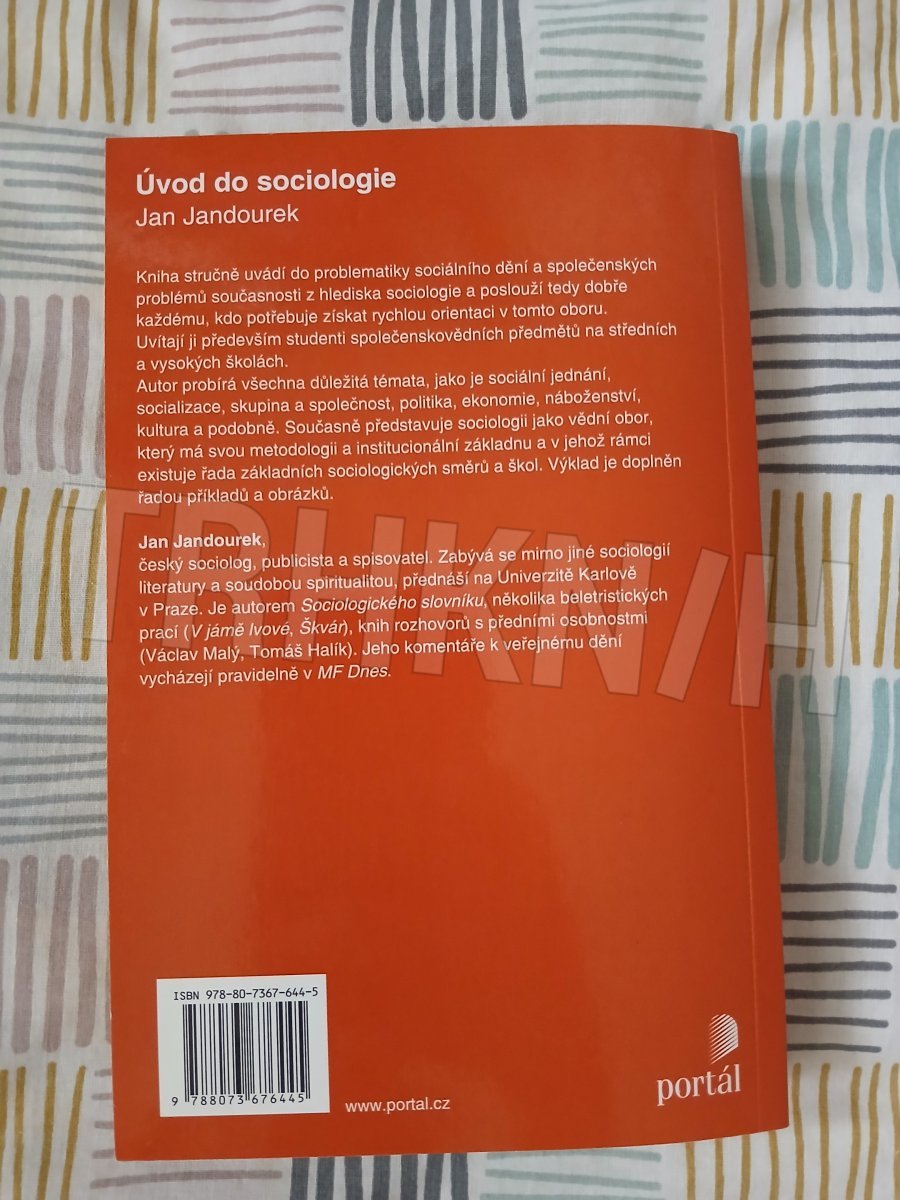 Úvod do sociologie
Jan Jandourek
Kniha stručně uvádí do problematiky sociálního dění a společenských
problémů současnosti z hlediska sociologie a poslouží tedy dobře
každému, kdo potřebuje získat rychlou orientaci v tomto oboru.
Uvítají ji především studenti společenskovědních předmětů na středních
a vysokých školách.
Autor probírá všechna důležitá témata, jako je sociální jednání,
socializace, skupina a společnost, politika, ekonomie, náboženství,
kultura a podobně. Současně představuje sociologii jako vědní obor,
který má svou metodologii a institucionální základnu a v jehož rámci
existuje řada základních sociologických směrů a škol. Výklad je doplněn
řadou příkladů a obrázků.
Jan Jandourek,
český sociolog, publicista a spisovatel. Zabývá se mimo jiné sociologií
literatury a soudobou spiritualitou, přednáší na Univerzitě Karlově
v Praze. Je autorem Sociologického slovníku, několika beletristických
prací (V jámě lvové, Škvár), knih rozhovorů s předními osobnostmi
(Václav Malý, Tomáš Halík). Jeho komentáře k veřejnému dění
vycházejí pravidelně v MF Dnes.
TRHKNIH
ISBN 978-80-7367-644-5
9 788073 676445
www.portal.cz
portál